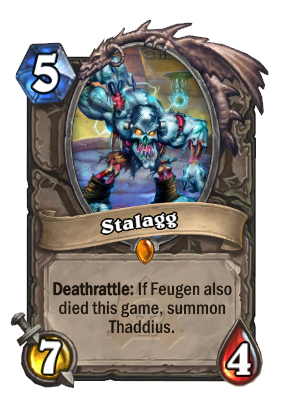 5
Stalagg
Deathrattle: If Feugen also
died this game, summon
Thaddius.
7
4